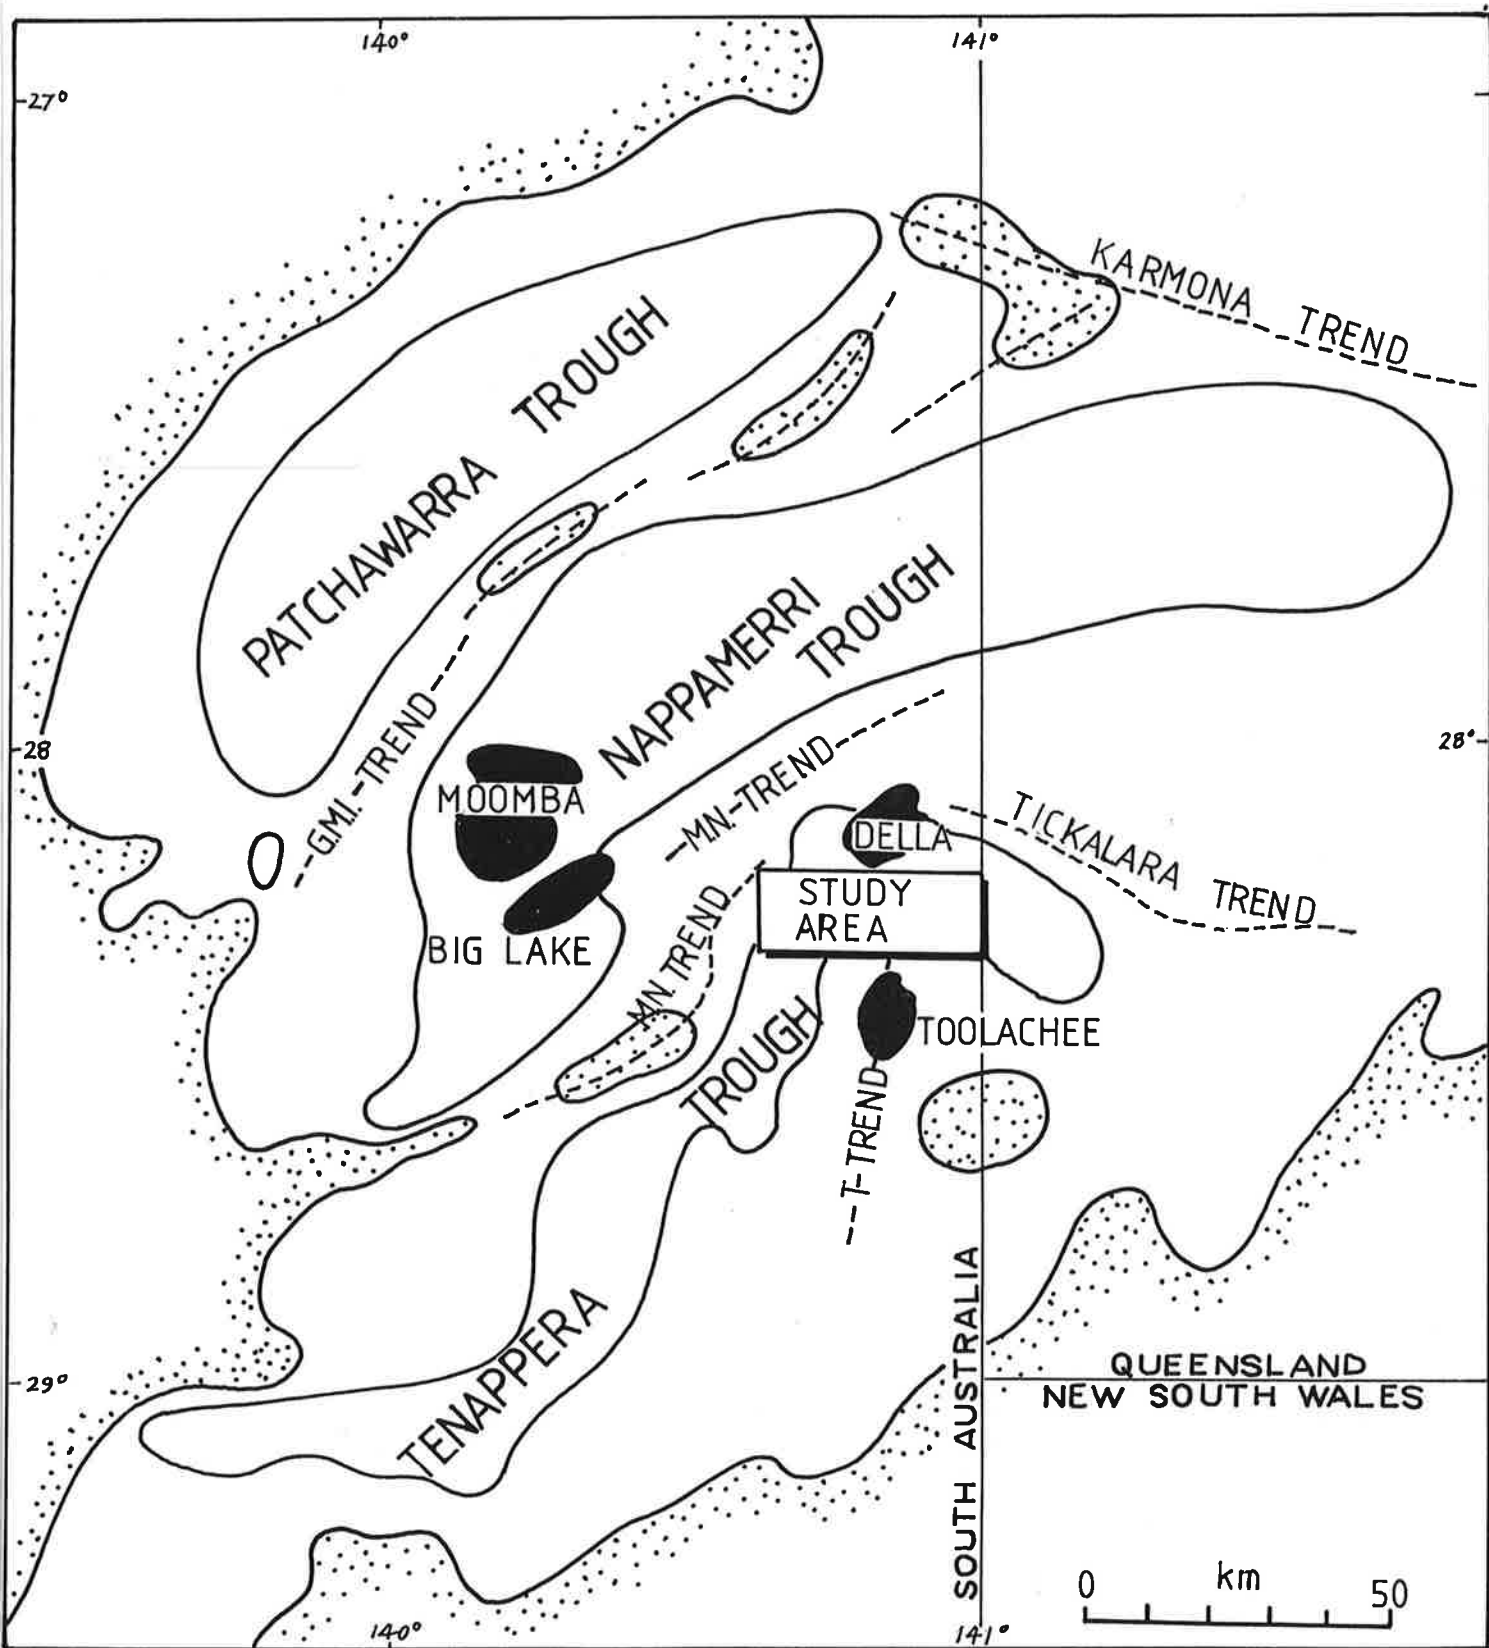 140°
141°
27°
KARMONA TREND
PATCHAWARRA TROUGH
NAPPAMERRI
TROUGH
28
28°
G.M.I.-TREND
MOOMBA
MN.-TREND
DELLA
TICKALARA TREND
STUDY
AREA
BIG LAKE
MN. TREND
TROUGH
TOOLACHEE
T-TREND
TENAPPERA
SOUTH AUSTRALIA
29°
QUEENSLAND
NEW SOUTH WALES
0 km 50
140°
141°